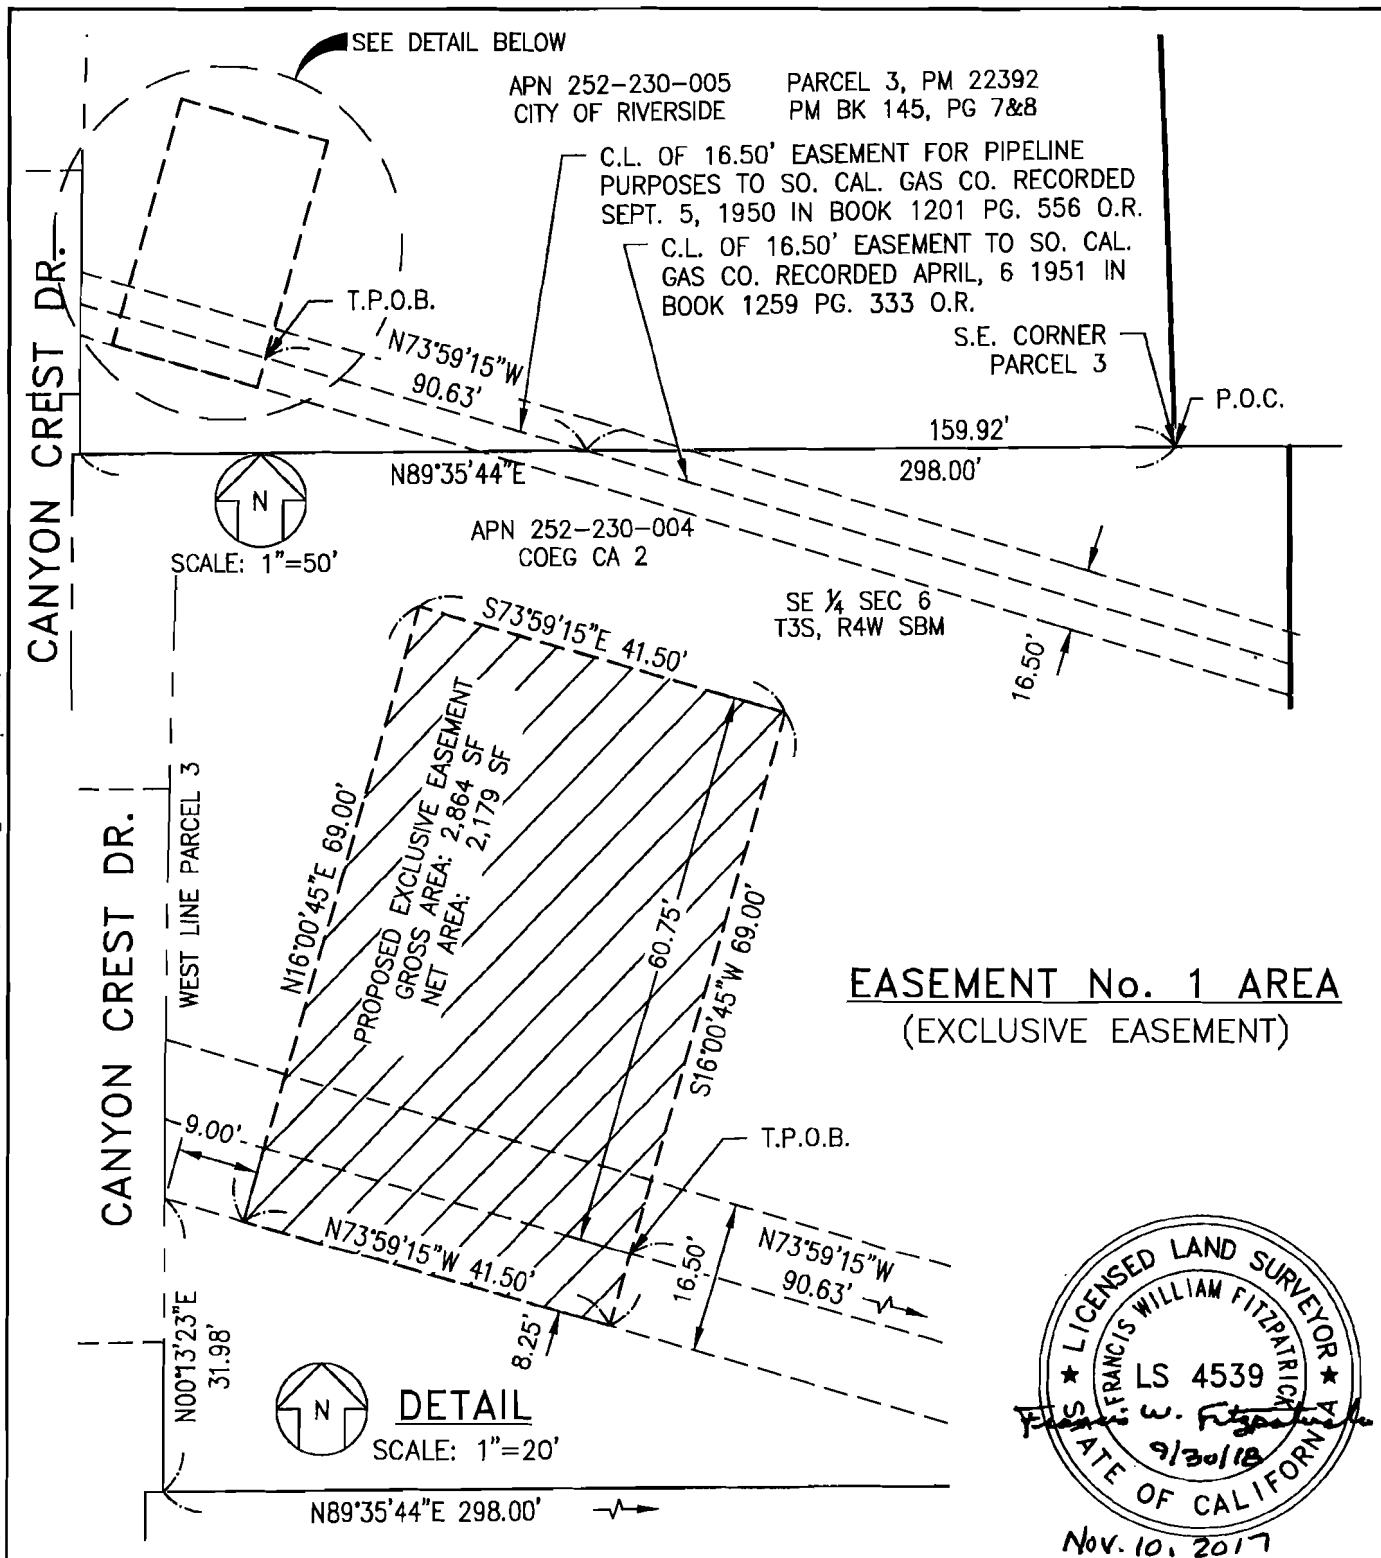 SEE DETAIL BELOW
APN 252-230-005
CITY OF RIVERSIDE
PARCEL 3, PM 22392
PM BK 145, PG 7&8
C.L. OF 16.50' EASEMENT FOR PIPELINE
PURPOSES TO SO. CAL. GAS CO. RECORDED
SEPT. 5, 1950 IN BOOK 1201 PG. 556 O.R.
C.L. OF 16.50' EASEMENT TO SO. CAL.
GAS CO. RECORDED APRIL, 6 1951 IN
BOOK 1259 PG. 333 O.R.
S.E. CORNER
PARCEL 3
P.O.C.
T.P.O.B.
N73°59'15"W
90.63'
159.92'
298.00'
N89°35'44"E
CANYON CREST DR.
N
SCALE: 1"=50'
APN 252-230-004
COEG CA 2
SE ¼ SEC 6
T3S, R4W SBM
16.50'
S73°59'15"E 41.50'
WEST LINE PARCEL 3
CANYON CREST DR.
N16°00'45"E 69.00'
PROPOSED EXCLUSIVE EASEMENT
GROSS AREA: 2,864 SF
NET AREA: 2,179 SF
60.75'
S16°00'45"W 69.00'
EASEMENT No. 1 AREA
(EXCLUSIVE EASEMENT)
9.00'
T.P.O.B.
N73°59'15"W 41.50'
16.50'
N73°59'15"W
90.63'
8.25'
N00°13'23"E
31.98'
N
DETAIL
SCALE: 1"=20'
N89°35'44"E 298.00'
LICENSED LAND SURVEYOR
FRANCIS WILLIAM FITZPATRICK
LS 4539
Francis W. Fitzpatrick
9/30/18
STATE OF CALIFORNIA
Nov. 10, 2017